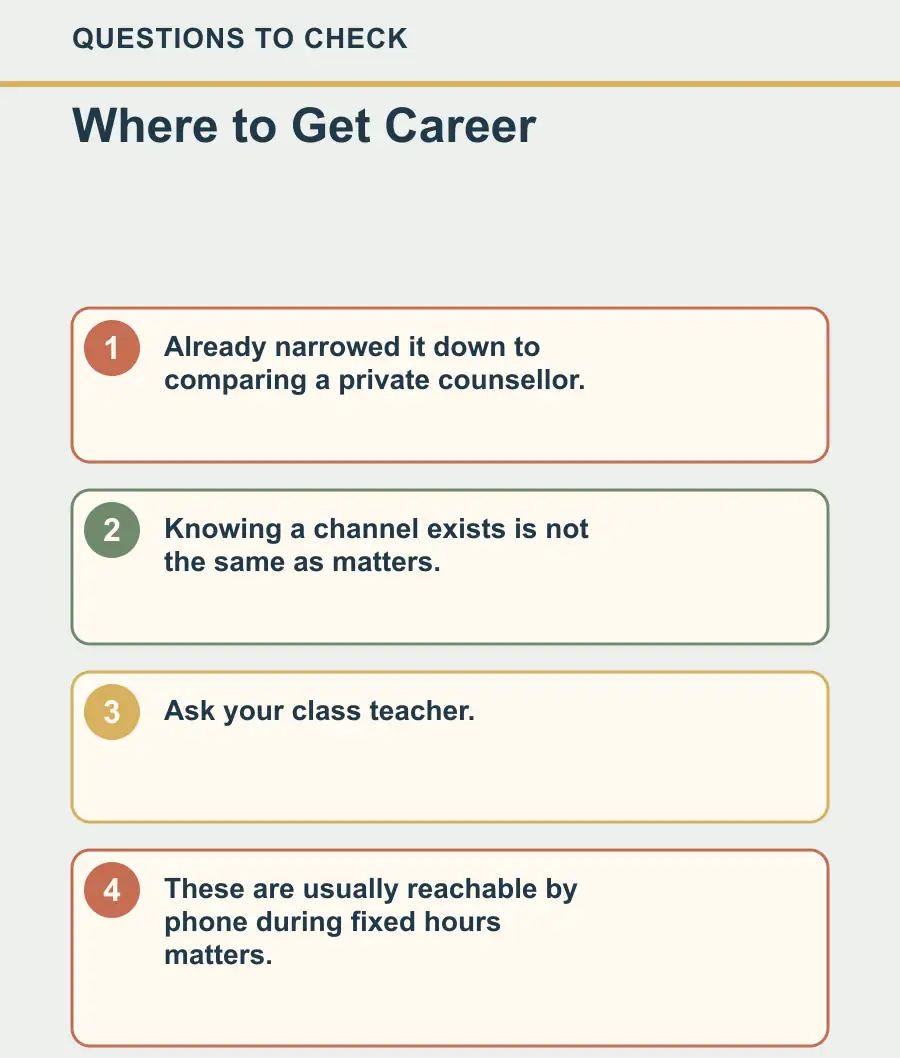 QUESTIONS TO CHECK
Where to Get Career
1
Already narrowed it down to
comparing a private counsellor.
2
Knowing a channel exists is not
the same as matters.
3
Ask your class teacher.
4
These are usually reachable by
phone during fixed hours
matters.